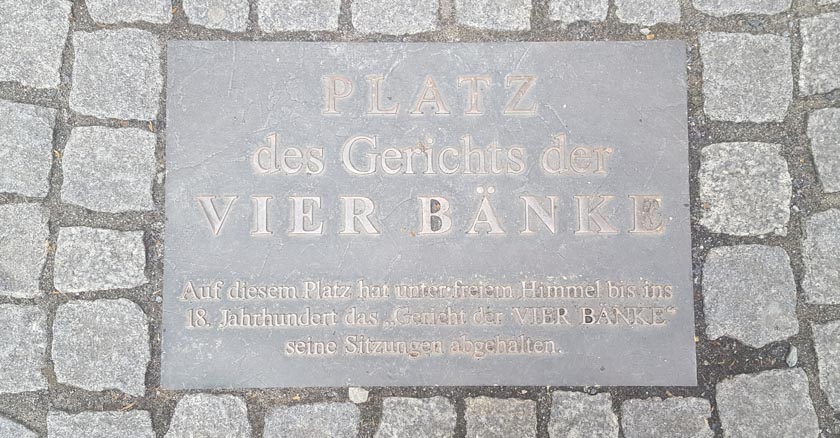 PLATZ
des Gerichts der
VIER BÄNKE
Auf diesem Platz hat unter freiem Himmel bis ins
18. Jahrhundert das „Gericht der VIER BÄNKE“
seine Sitzungen abgehalten.